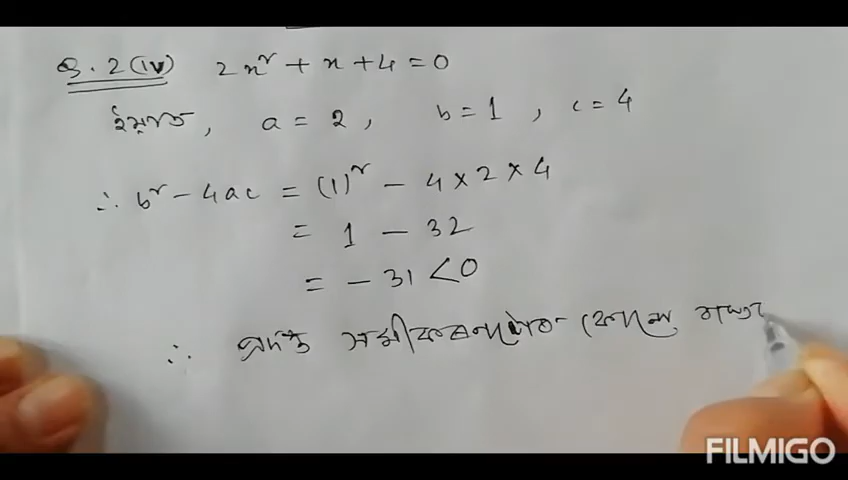 Q. 2(iv) 2x² + x + 4 = 0
ইয়াত, a = 2, b = 1, c = 4
∴ b² - 4ac = (1)² - 4 × 2 × 4
= 1 - 32
= - 31 < 0
∴ প্ৰদত্ত সমীকৰণটোৰ কোনো বাস্তৱ
FILMIGO